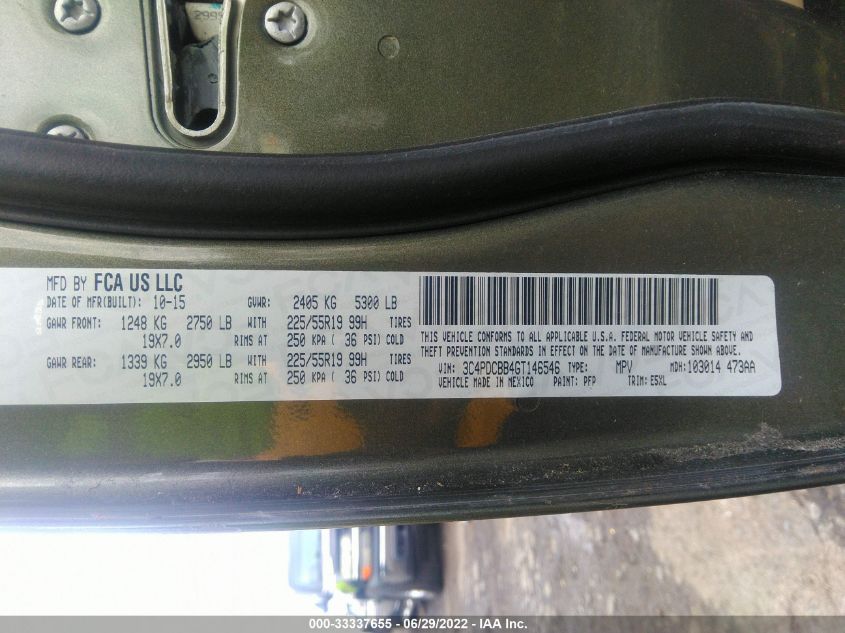 299
MFD BY FCA US LLC
DATE OF MFR(BUILT): 10-15 GVWR: 2405 KG 5300 LB
GAWR FRONT: 1248 KG 2750 LB WITH 225/55R19 99H TIRES
19X7.0 RIMS AT 250 KPA ( 36 PSI) COLD
GAWR REAR: 1339 KG 2950 LB WITH 225/55R19 99H TIRES
19X7.0 RIMS AT 250 KPA ( 36 PSI) COLD
THIS VEHICLE CONFORMS TO ALL APPLICABLE U.S.A. FEDERAL MOTOR VEHICLE SAFETY AND
THEFT PREVENTION STANDARDS IN EFFECT ON THE DATE OF MANUFACTURE SHOWN ABOVE.
VIN: 3C4PDCBB4GT146546 TYPE: MPV MDH: 103014 473AA
VEHICLE MADE IN MEXICO PAINT: PFP TRIM: E5XL
000-33337655 - 06/29/2022 - © IAA, Inc.